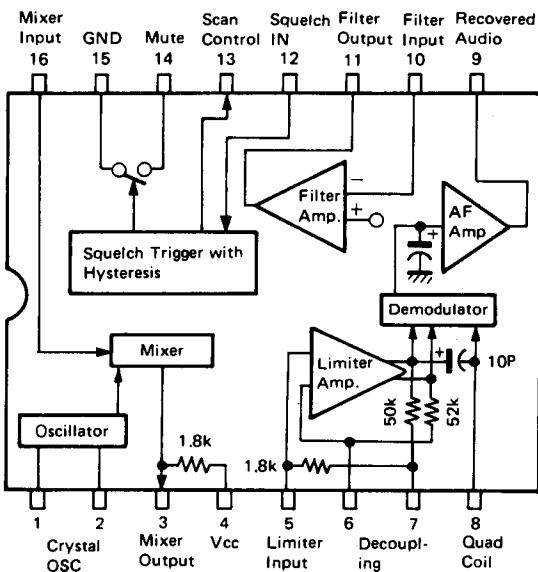 Mixer Input
GND
Mute
Scan Control
Squelch IN
Filter Output
Filter Input
Recovered Audio
16
15
14
13
12
11
10
9
Filter Amp.
−
+
AF Amp
+
Squelch Trigger with Hysteresis
Demodulator
Mixer
Limiter Amp.
+
10P
50k
52k
Oscillator
1.8k
1.8k
1
2
3
4
5
6
7
8
Crystal OSC
Mixer Output
Vcc
Limiter Input
Decoupl-ing
Quad Coil